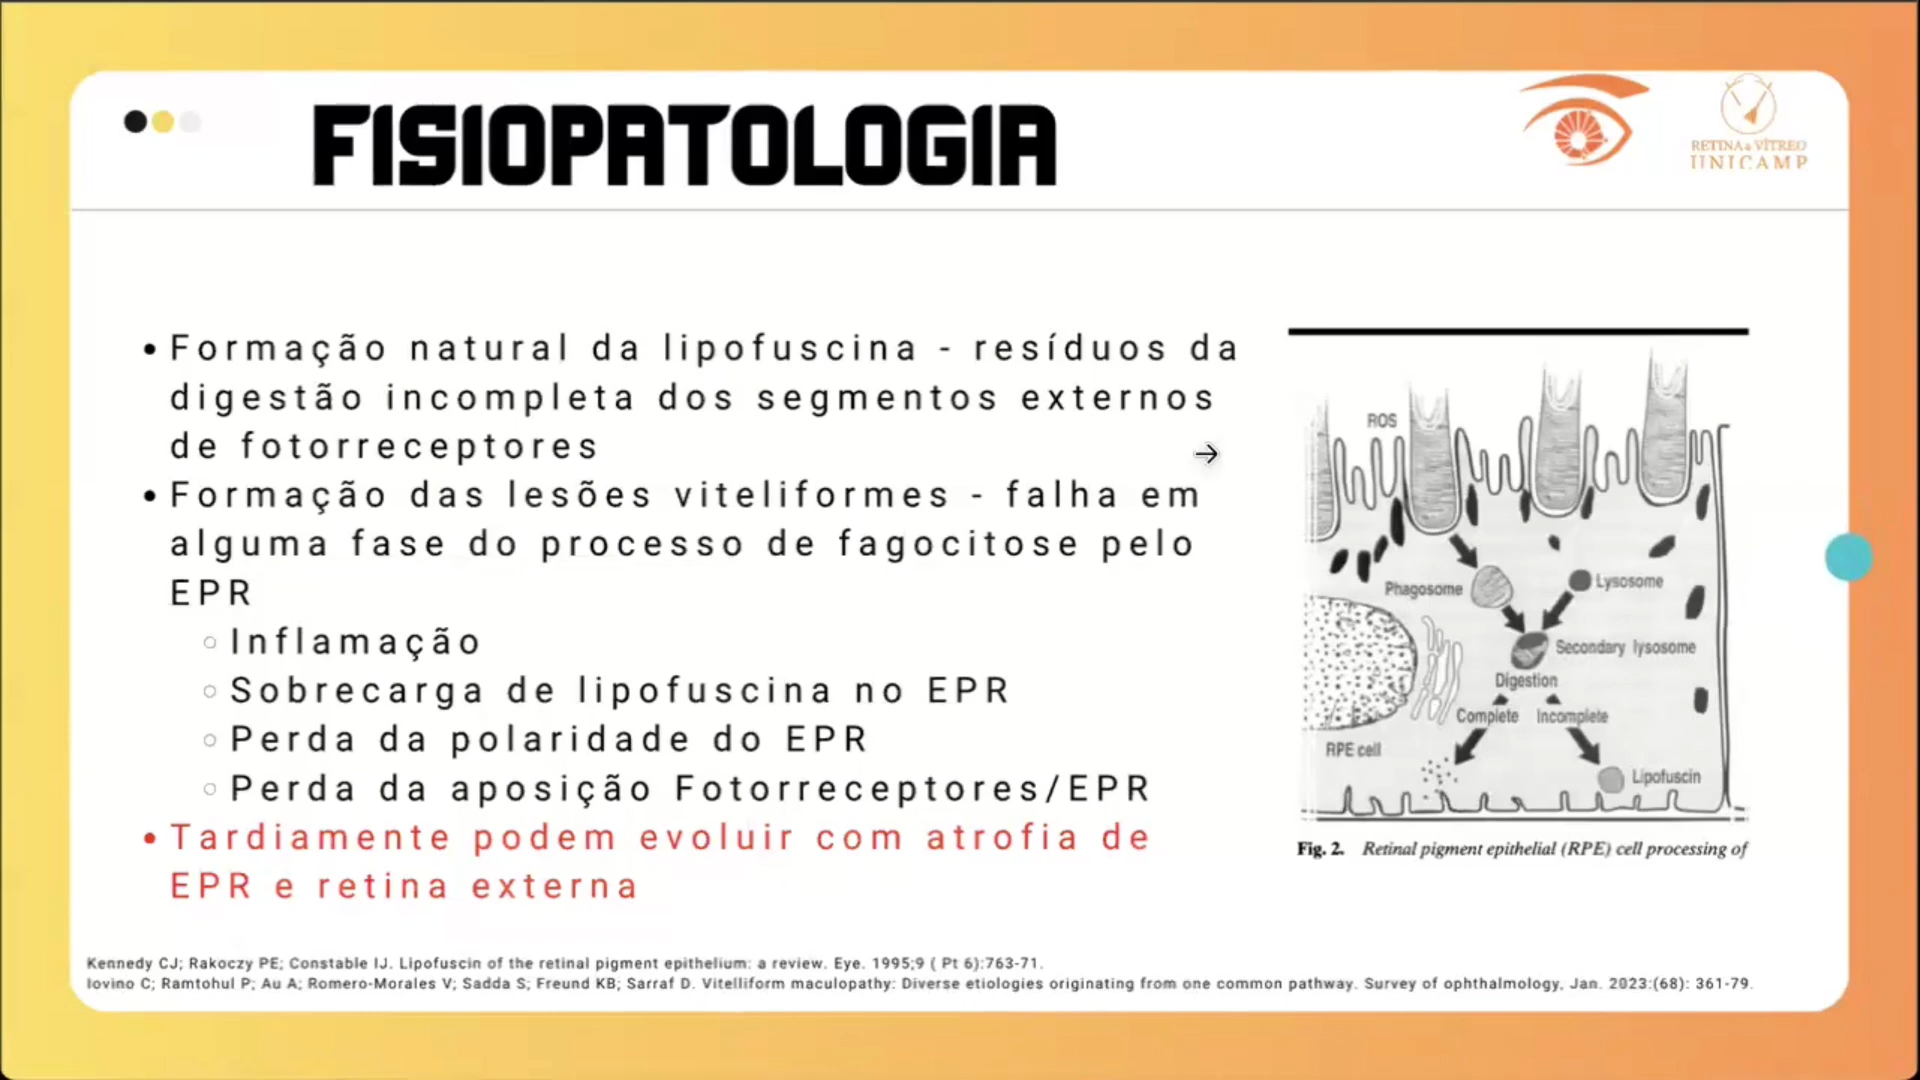 FISIOPATOLOGIA
RETINA & VÍTREO
UNICAMP
• Formação natural da lipofuscina - resíduos da
digestão incompleta dos segmentos externos
de fotorreceptores
• Formação das lesões viteliformes - falha em
alguma fase do processo de fagocitose pelo
EPR
○ Inflamação
○ Sobrecarga de lipofuscina no EPR
○ Perda da polaridade do EPR
○ Perda da aposição Fotorreceptores/EPR
• Tardiamente podem evoluir com atrofia de
EPR e retina externa
ROS
Phagosome
Lysosome
Secondary lysosome
Digestion
Complete Incomplete
RPE cell
Lipofuscin
Fig. 2. Retinal pigment epithelial (RPE) cell processing of
Kennedy CJ; Rakoczy PE; Constable IJ. Lipofuscin of the retinal pigment epithelium: a review. Eye. 1995;9 ( Pt 6):763-71.
Iovino C; Ramtohul P; Au A; Romero-Morales V; Sadda S; Freund KB; Sarraf D. Vitelliform maculopathy: Diverse etiologies originating from one common pathway. Survey of ophthalmology, Jan. 2023:(68): 361-79.